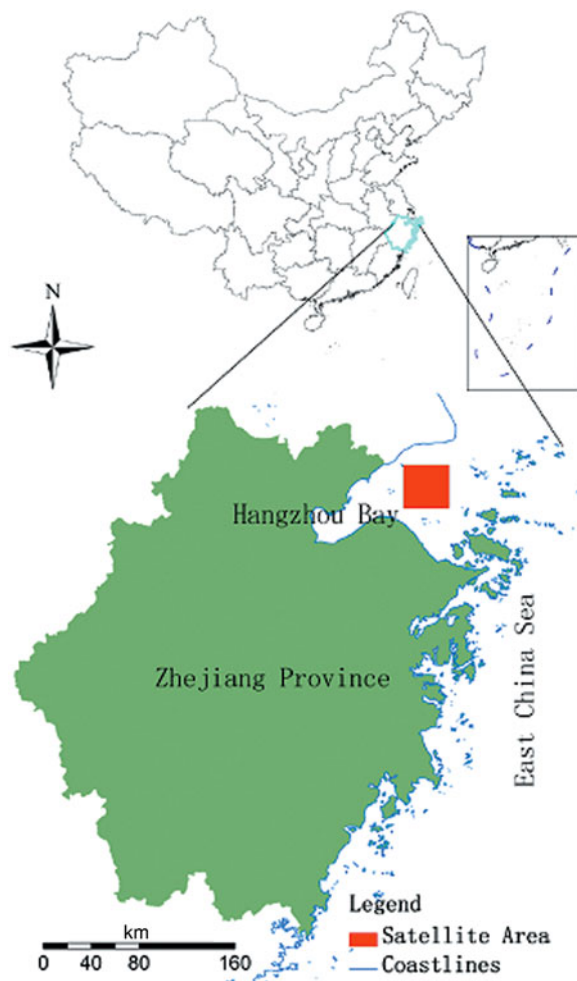 N
Hangzhou Bay
Zhejiang Province
East China Sea
Legend
Satellite Area
Coastlines
km
0 40 80 160